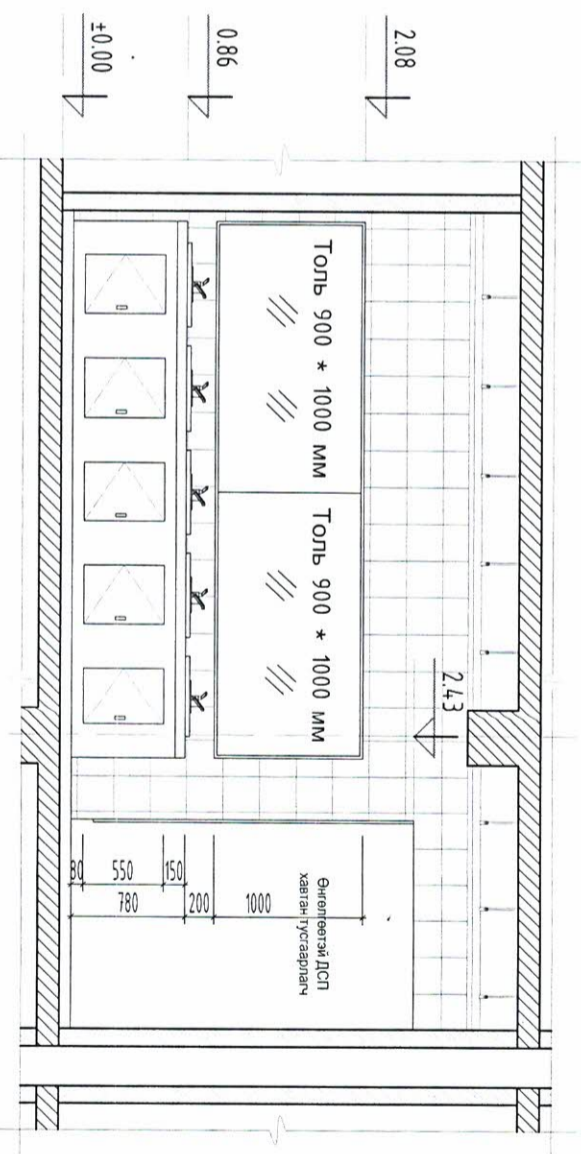 2.08
0.86
±0.00
Толь 900 * 1000 мм
Толь 900 * 1000 мм
2.43
Өнгөлгөөтэй ДСП
хавтан тусгаарлагч
1000
200
150
550
80
780